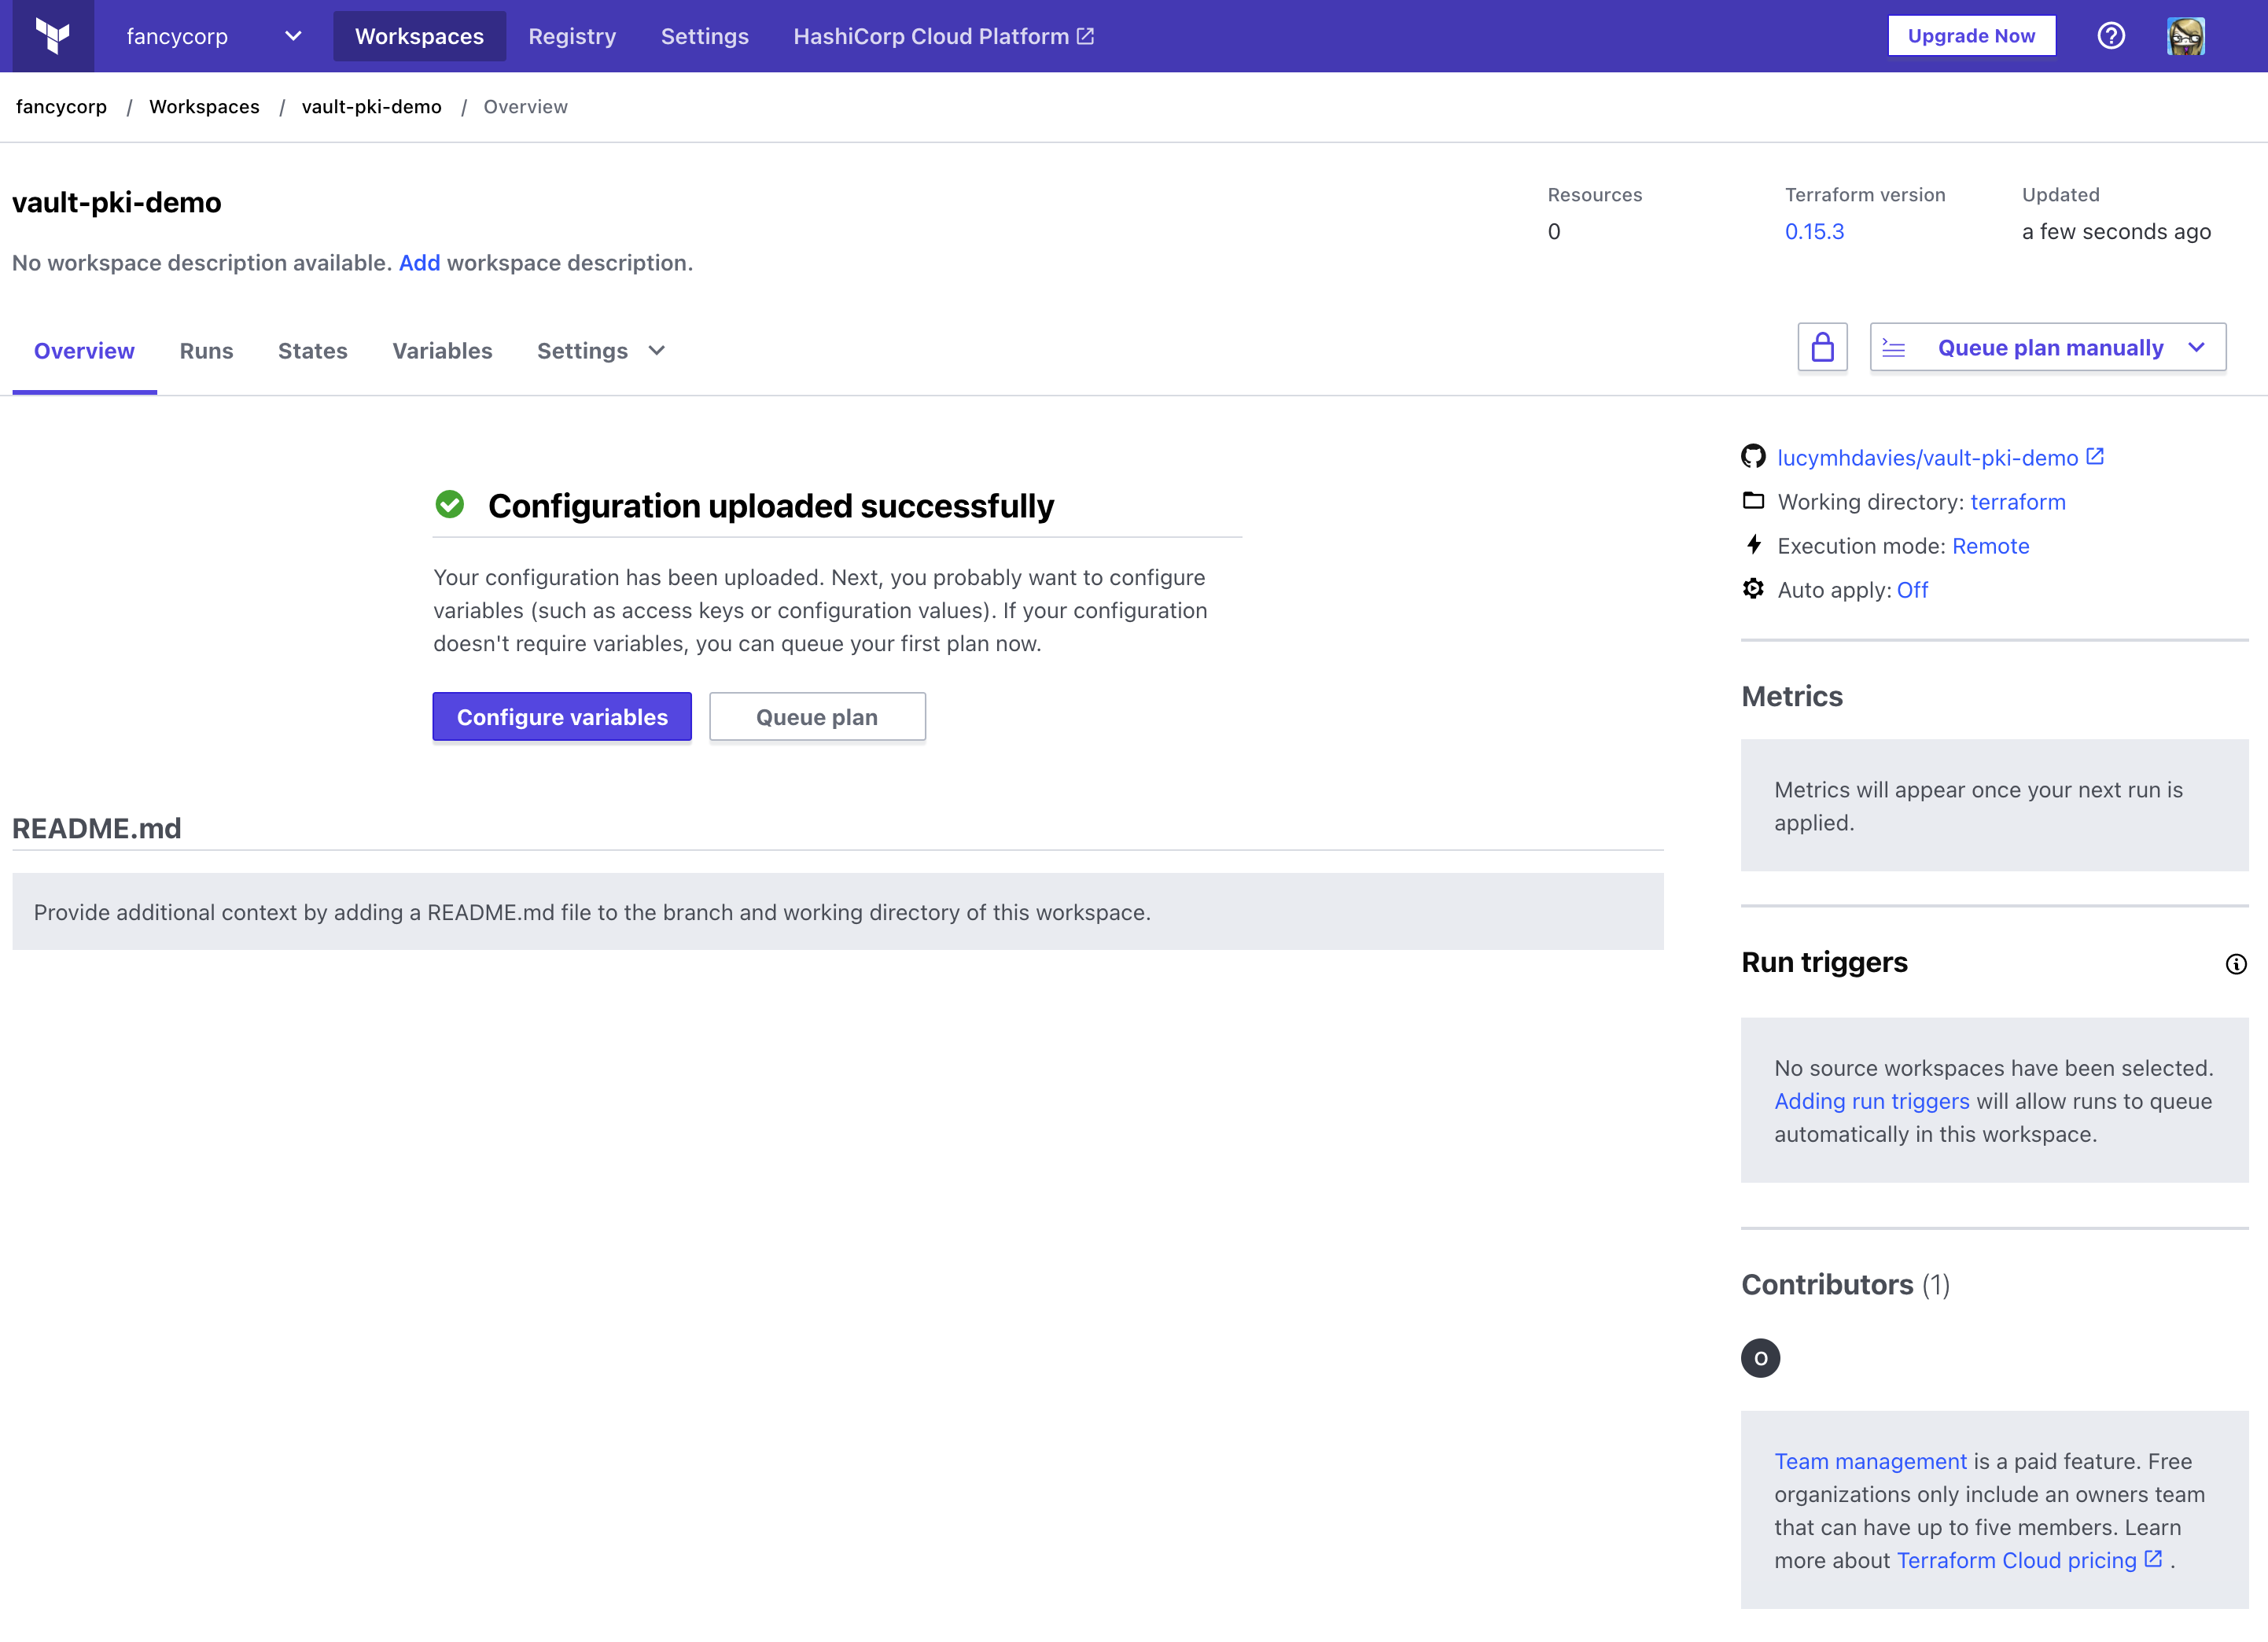 fancycorp
Workspaces
Registry
Settings
HashiCorp Cloud Platform
Upgrade Now
fancycorp / Workspaces / vault-pki-demo / Overview
vault-pki-demo
No workspace description available. Add workspace description.
Resources
0
Terraform version
0.15.3
Updated
a few seconds ago
Overview
Runs
States
Variables
Settings
Queue plan manually
Configuration uploaded successfully
Your configuration has been uploaded. Next, you probably want to configure
variables (such as access keys or configuration values). If your configuration
doesn't require variables, you can queue your first plan now.
Configure variables
Queue plan
README.md
Provide additional context by adding a README.md file to the branch and working directory of this workspace.
lucymhdavies/vault-pki-demo
Working directory: terraform
Execution mode: Remote
Auto apply: Off
Metrics
Metrics will appear once your next run is
applied.
Run triggers
No source workspaces have been selected.
Adding run triggers will allow runs to queue
automatically in this workspace.
Contributors (1)
O
Team management is a paid feature. Free
organizations only include an owners team
that can have up to five members. Learn
more about Terraform Cloud pricing .